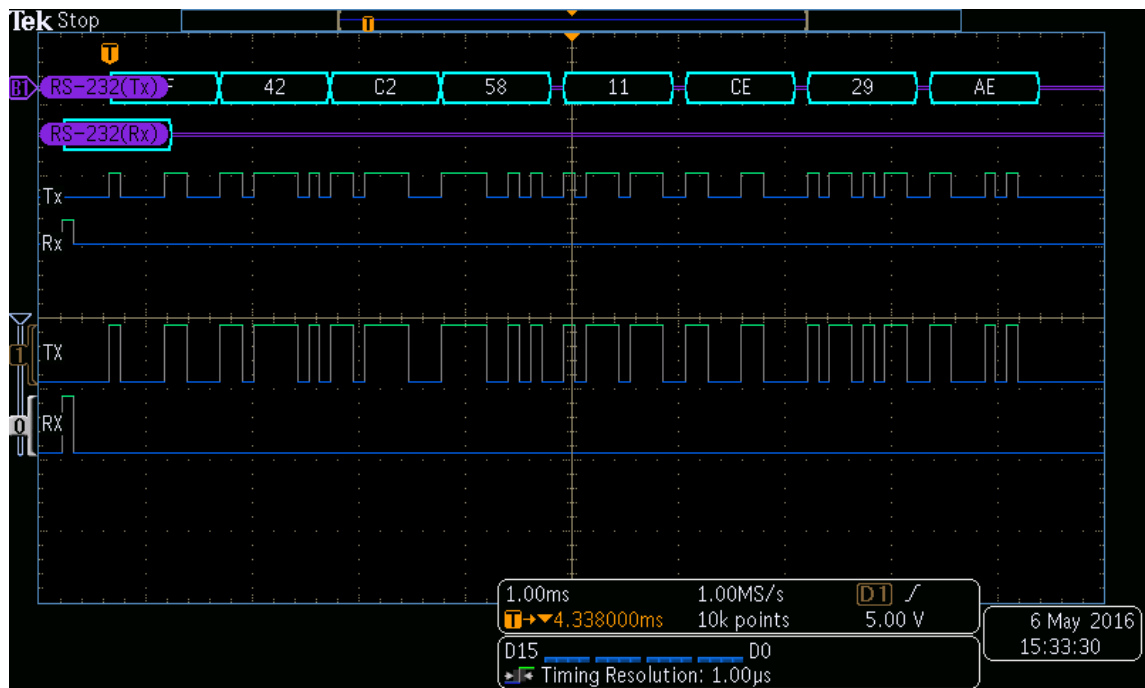 Tek Stop
T
T
B1 RS-232(Tx) F 42 C2 58 11 CE 29 AE
RS-232(Rx)
Tx
Rx
1 TX
0 RX
1.00ms 1.00MS/s D1
T→▼4.338000ms 10k points 5.00 V
D15 D0
Timing Resolution: 1.00µs
6 May 2016
15:33:30